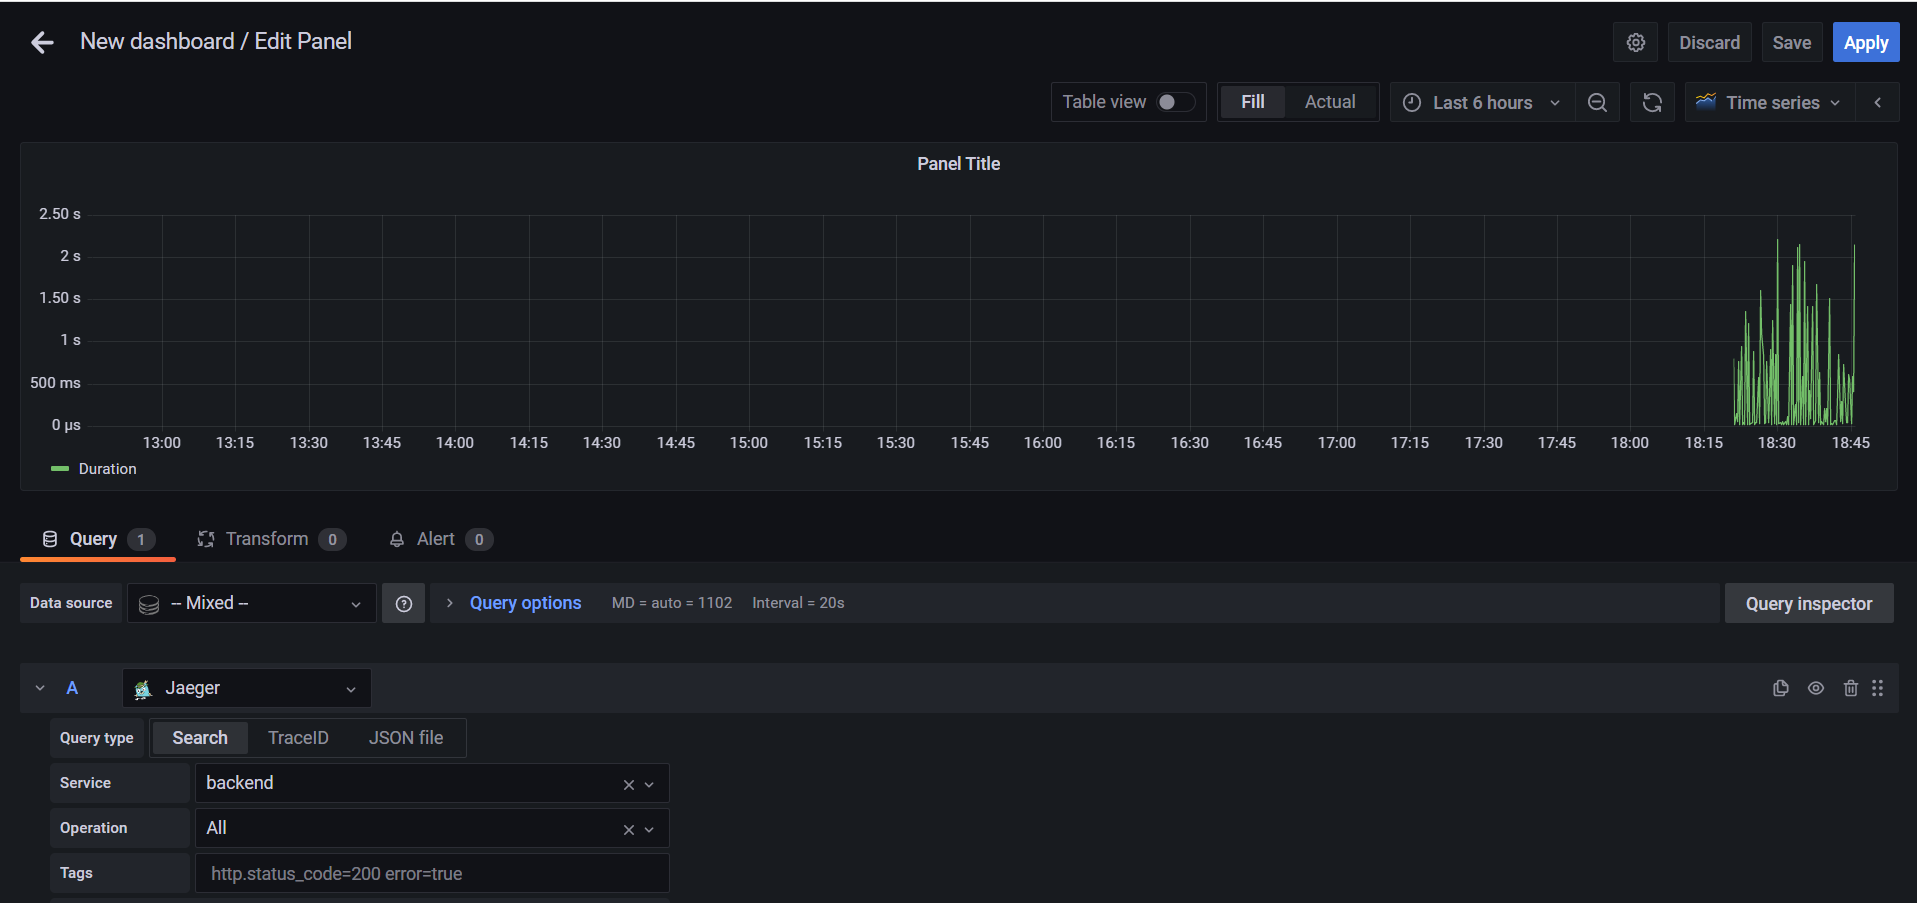 New dashboard / Edit Panel
Discard
Save
Apply
Table view
Fill
Actual
Last 6 hours
Time series
Panel Title
2.50 s
2 s
1.50 s
1 s
500 ms
0 µs
13:00 13:15 13:30 13:45 14:00 14:15 14:30 14:45 15:00 15:15 15:30 15:45 16:00 16:15 16:30 16:45 17:00 17:15 17:30 17:45 18:00 18:15 18:30 18:45
Duration
Query 1
Transform 0
Alert 0
Data source
-- Mixed --
Query options
MD = auto = 1102
Interval = 20s
Query inspector
A
Jaeger
Query type
Search
TraceID
JSON file
Service
backend
Operation
All
Tags
http.status_code=200 error=true